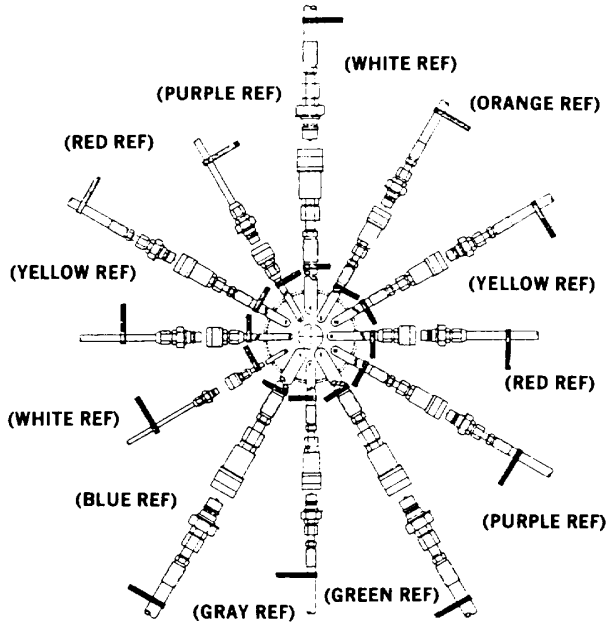 (WHITE REF)
(PURPLE REF)
(ORANGE REF)
(RED REF)
(YELLOW REF)
(YELLOW REF)
(RED REF)
(WHITE REF)
(BLUE REF)
(PURPLE REF)
(GREEN REF)
(GRAY REF)